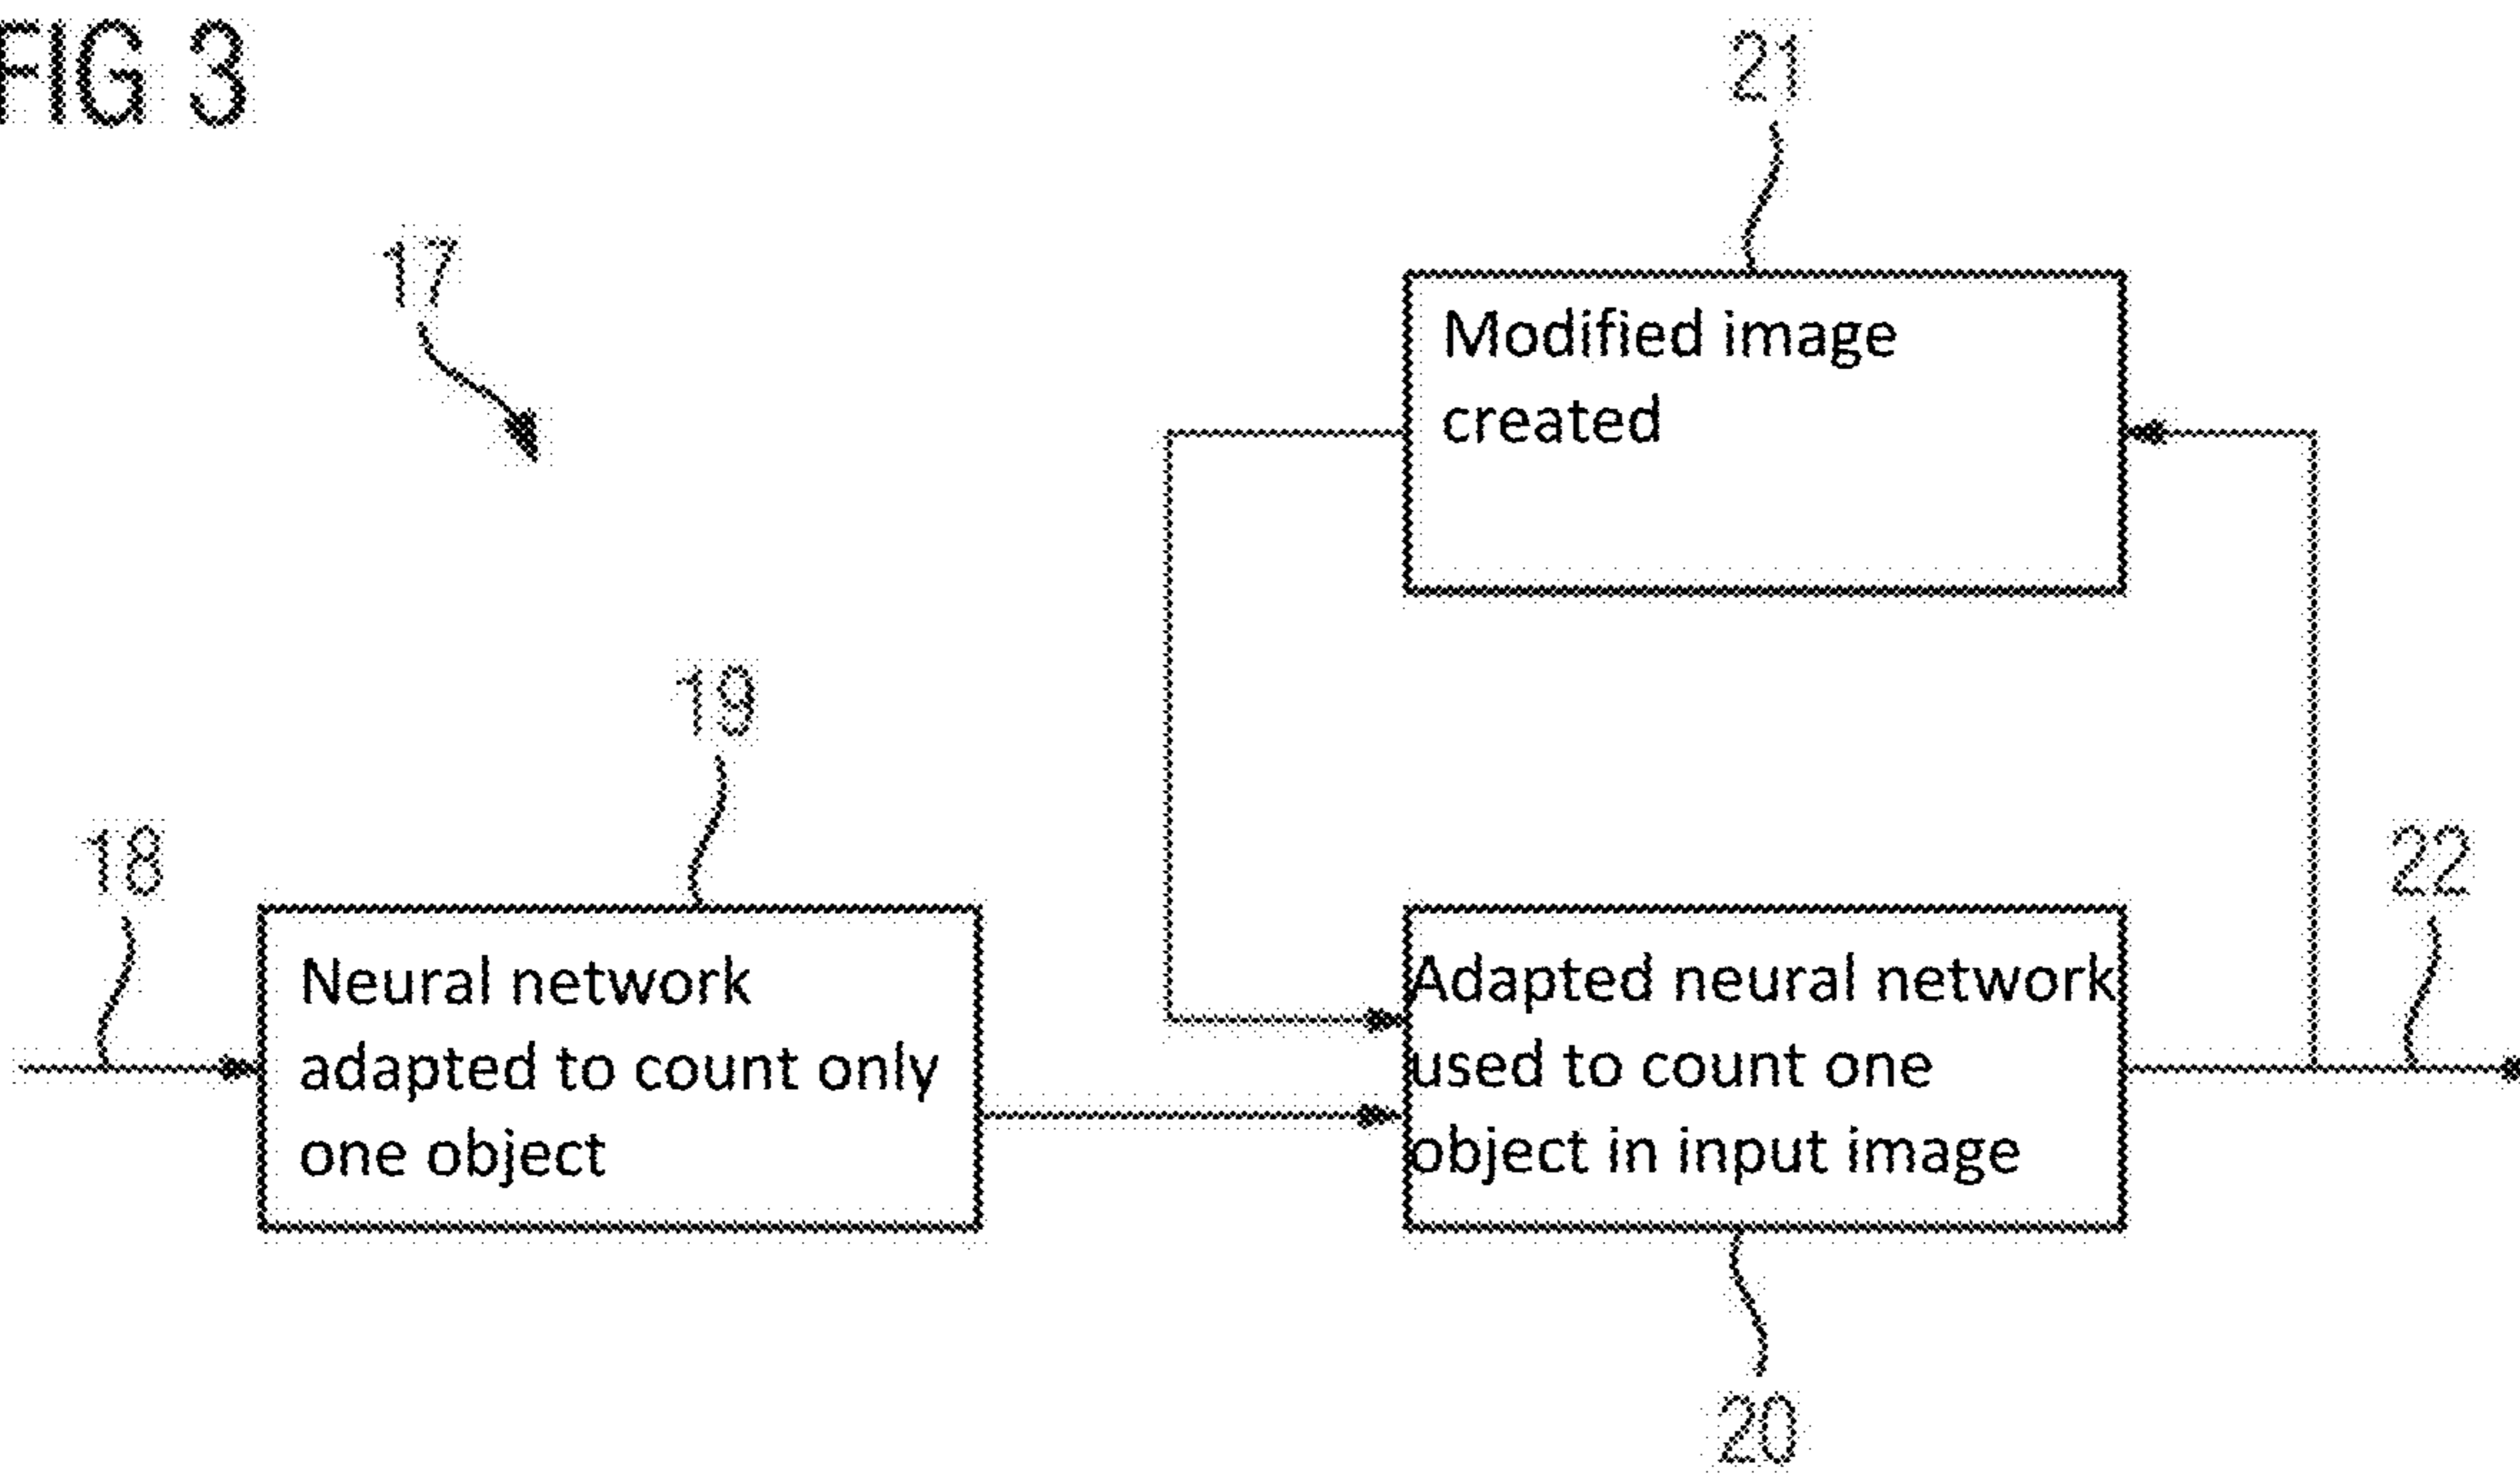 FIG 3
21
17
Modified image
created
19
18
22
Neural network
adapted to count only
one object
Adapted neural network
used to count one
object in input image
20